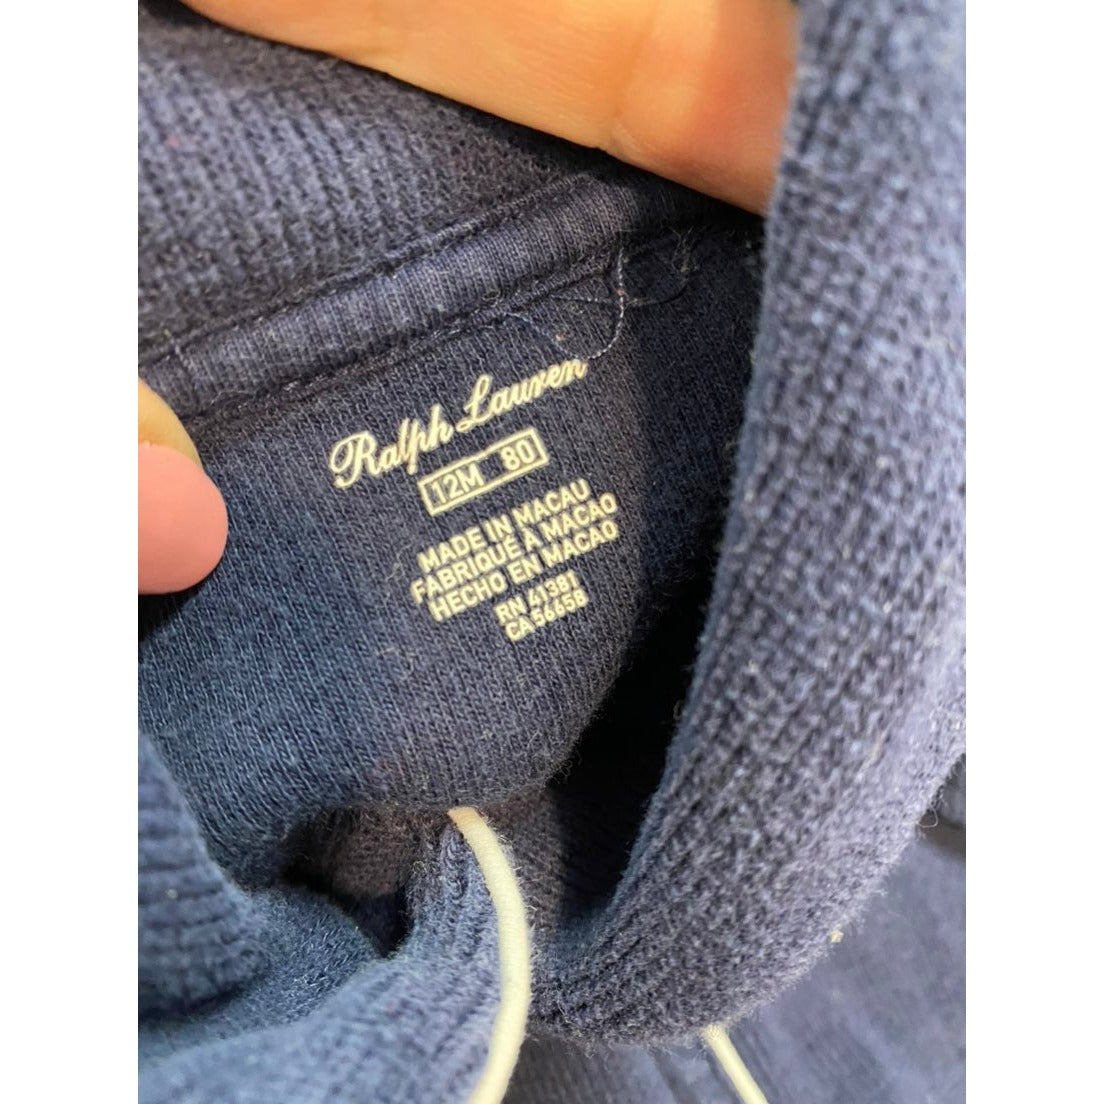 Ralph Lauren
12M 80
MADE IN MACAU
FABRIQUÉ À MACAO
HECHO EN MACAO
RN 41381
CA 56658